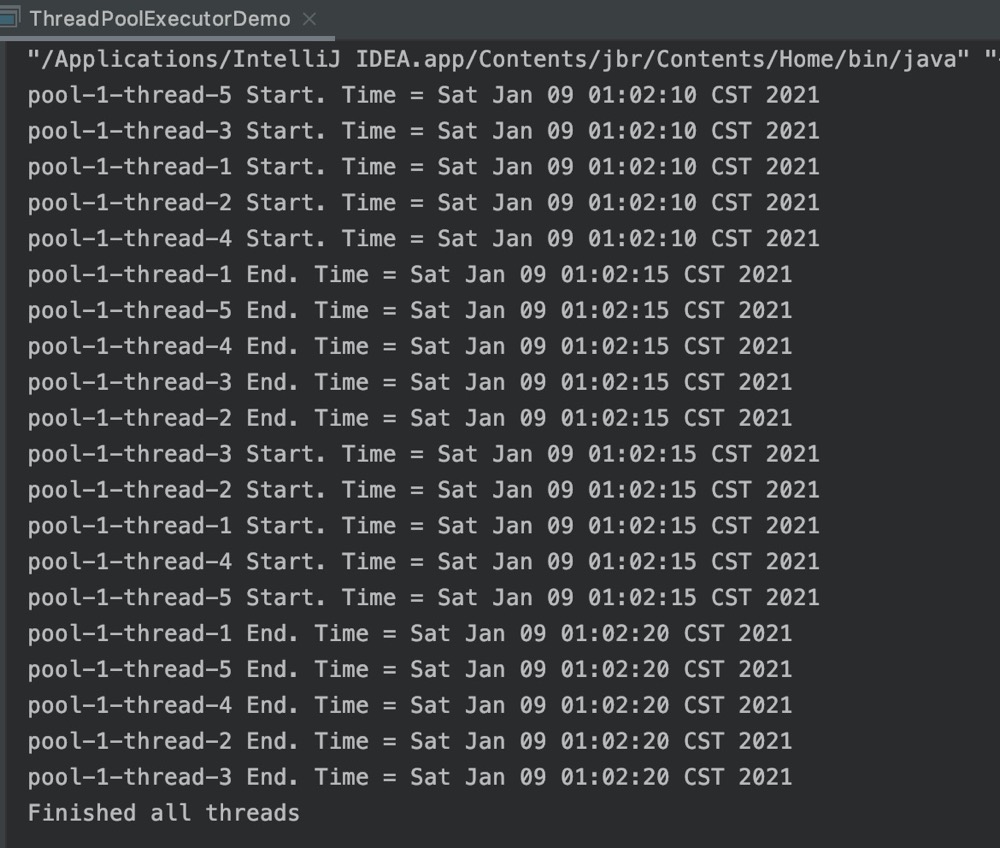 ThreadPoolExecutorDemo
"/Applications/IntelliJ IDEA.app/Contents/jbr/Contents/Home/bin/java" "
pool-1-thread-5 Start. Time = Sat Jan 09 01:02:10 CST 2021
pool-1-thread-3 Start. Time = Sat Jan 09 01:02:10 CST 2021
pool-1-thread-1 Start. Time = Sat Jan 09 01:02:10 CST 2021
pool-1-thread-2 Start. Time = Sat Jan 09 01:02:10 CST 2021
pool-1-thread-4 Start. Time = Sat Jan 09 01:02:10 CST 2021
pool-1-thread-1 End. Time = Sat Jan 09 01:02:15 CST 2021
pool-1-thread-5 End. Time = Sat Jan 09 01:02:15 CST 2021
pool-1-thread-4 End. Time = Sat Jan 09 01:02:15 CST 2021
pool-1-thread-3 End. Time = Sat Jan 09 01:02:15 CST 2021
pool-1-thread-2 End. Time = Sat Jan 09 01:02:15 CST 2021
pool-1-thread-3 Start. Time = Sat Jan 09 01:02:15 CST 2021
pool-1-thread-2 Start. Time = Sat Jan 09 01:02:15 CST 2021
pool-1-thread-1 Start. Time = Sat Jan 09 01:02:15 CST 2021
pool-1-thread-4 Start. Time = Sat Jan 09 01:02:15 CST 2021
pool-1-thread-5 Start. Time = Sat Jan 09 01:02:15 CST 2021
pool-1-thread-1 End. Time = Sat Jan 09 01:02:20 CST 2021
pool-1-thread-5 End. Time = Sat Jan 09 01:02:20 CST 2021
pool-1-thread-4 End. Time = Sat Jan 09 01:02:20 CST 2021
pool-1-thread-2 End. Time = Sat Jan 09 01:02:20 CST 2021
pool-1-thread-3 End. Time = Sat Jan 09 01:02:20 CST 2021
Finished all threads